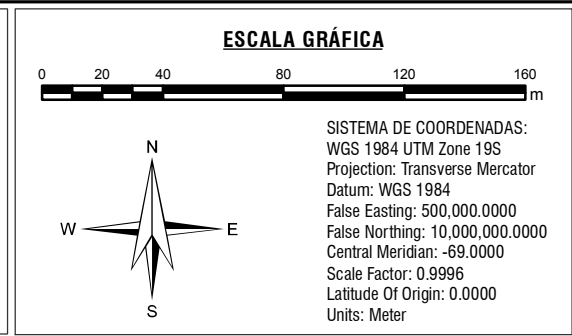 ESCALA GRÁFICA
0 20 40 80 120 160
m
N
W E
S
SISTEMA DE COORDENADAS:
WGS 1984 UTM Zone 19S
Projection: Transverse Mercator
Datum: WGS 1984
False Easting: 500,000.0000
False Northing: 10,000,000.0000
Central Meridian: -69.0000
Scale Factor: 0.9996
Latitude Of Origin: 0.0000
Units: Meter